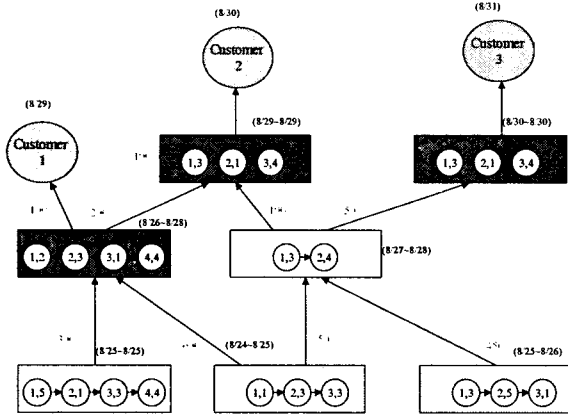 (8/31)
(8/30)
Customer
3
Customer
2
(8/29)
(8/29~8/29)
(8/30~8/30)
Customer
1
1,3 2,1 3,4
1,3 2,1 3,4
(8/26~8/28)
1,2 2,3 3,1 4,4
1,3 2,4
(8/27~8/28)
(8/25~8/25)
(8/24~8/25)
(8/25~8/26)
1,5 2,1 3,3 4,4
1,1 2,3 3,3
1,3 2,5 3,1